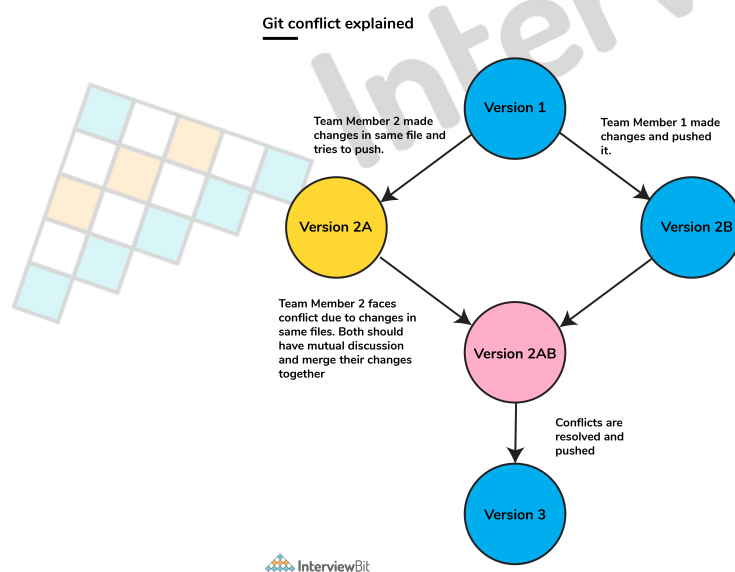 Git conflict explained
Interv
Version 1
Team Member 2 made
changes in same file and
tries to push.
Team Member 1 made
changes and pushed
it.
Version 2A
Version 2B
Team Member 2 faces
conflict due to changes in
same files. Both should
have mutual discussion
and merge their changes
together
Version 2AB
Conflicts are
resolved and
pushed
Version 3
InterviewBit